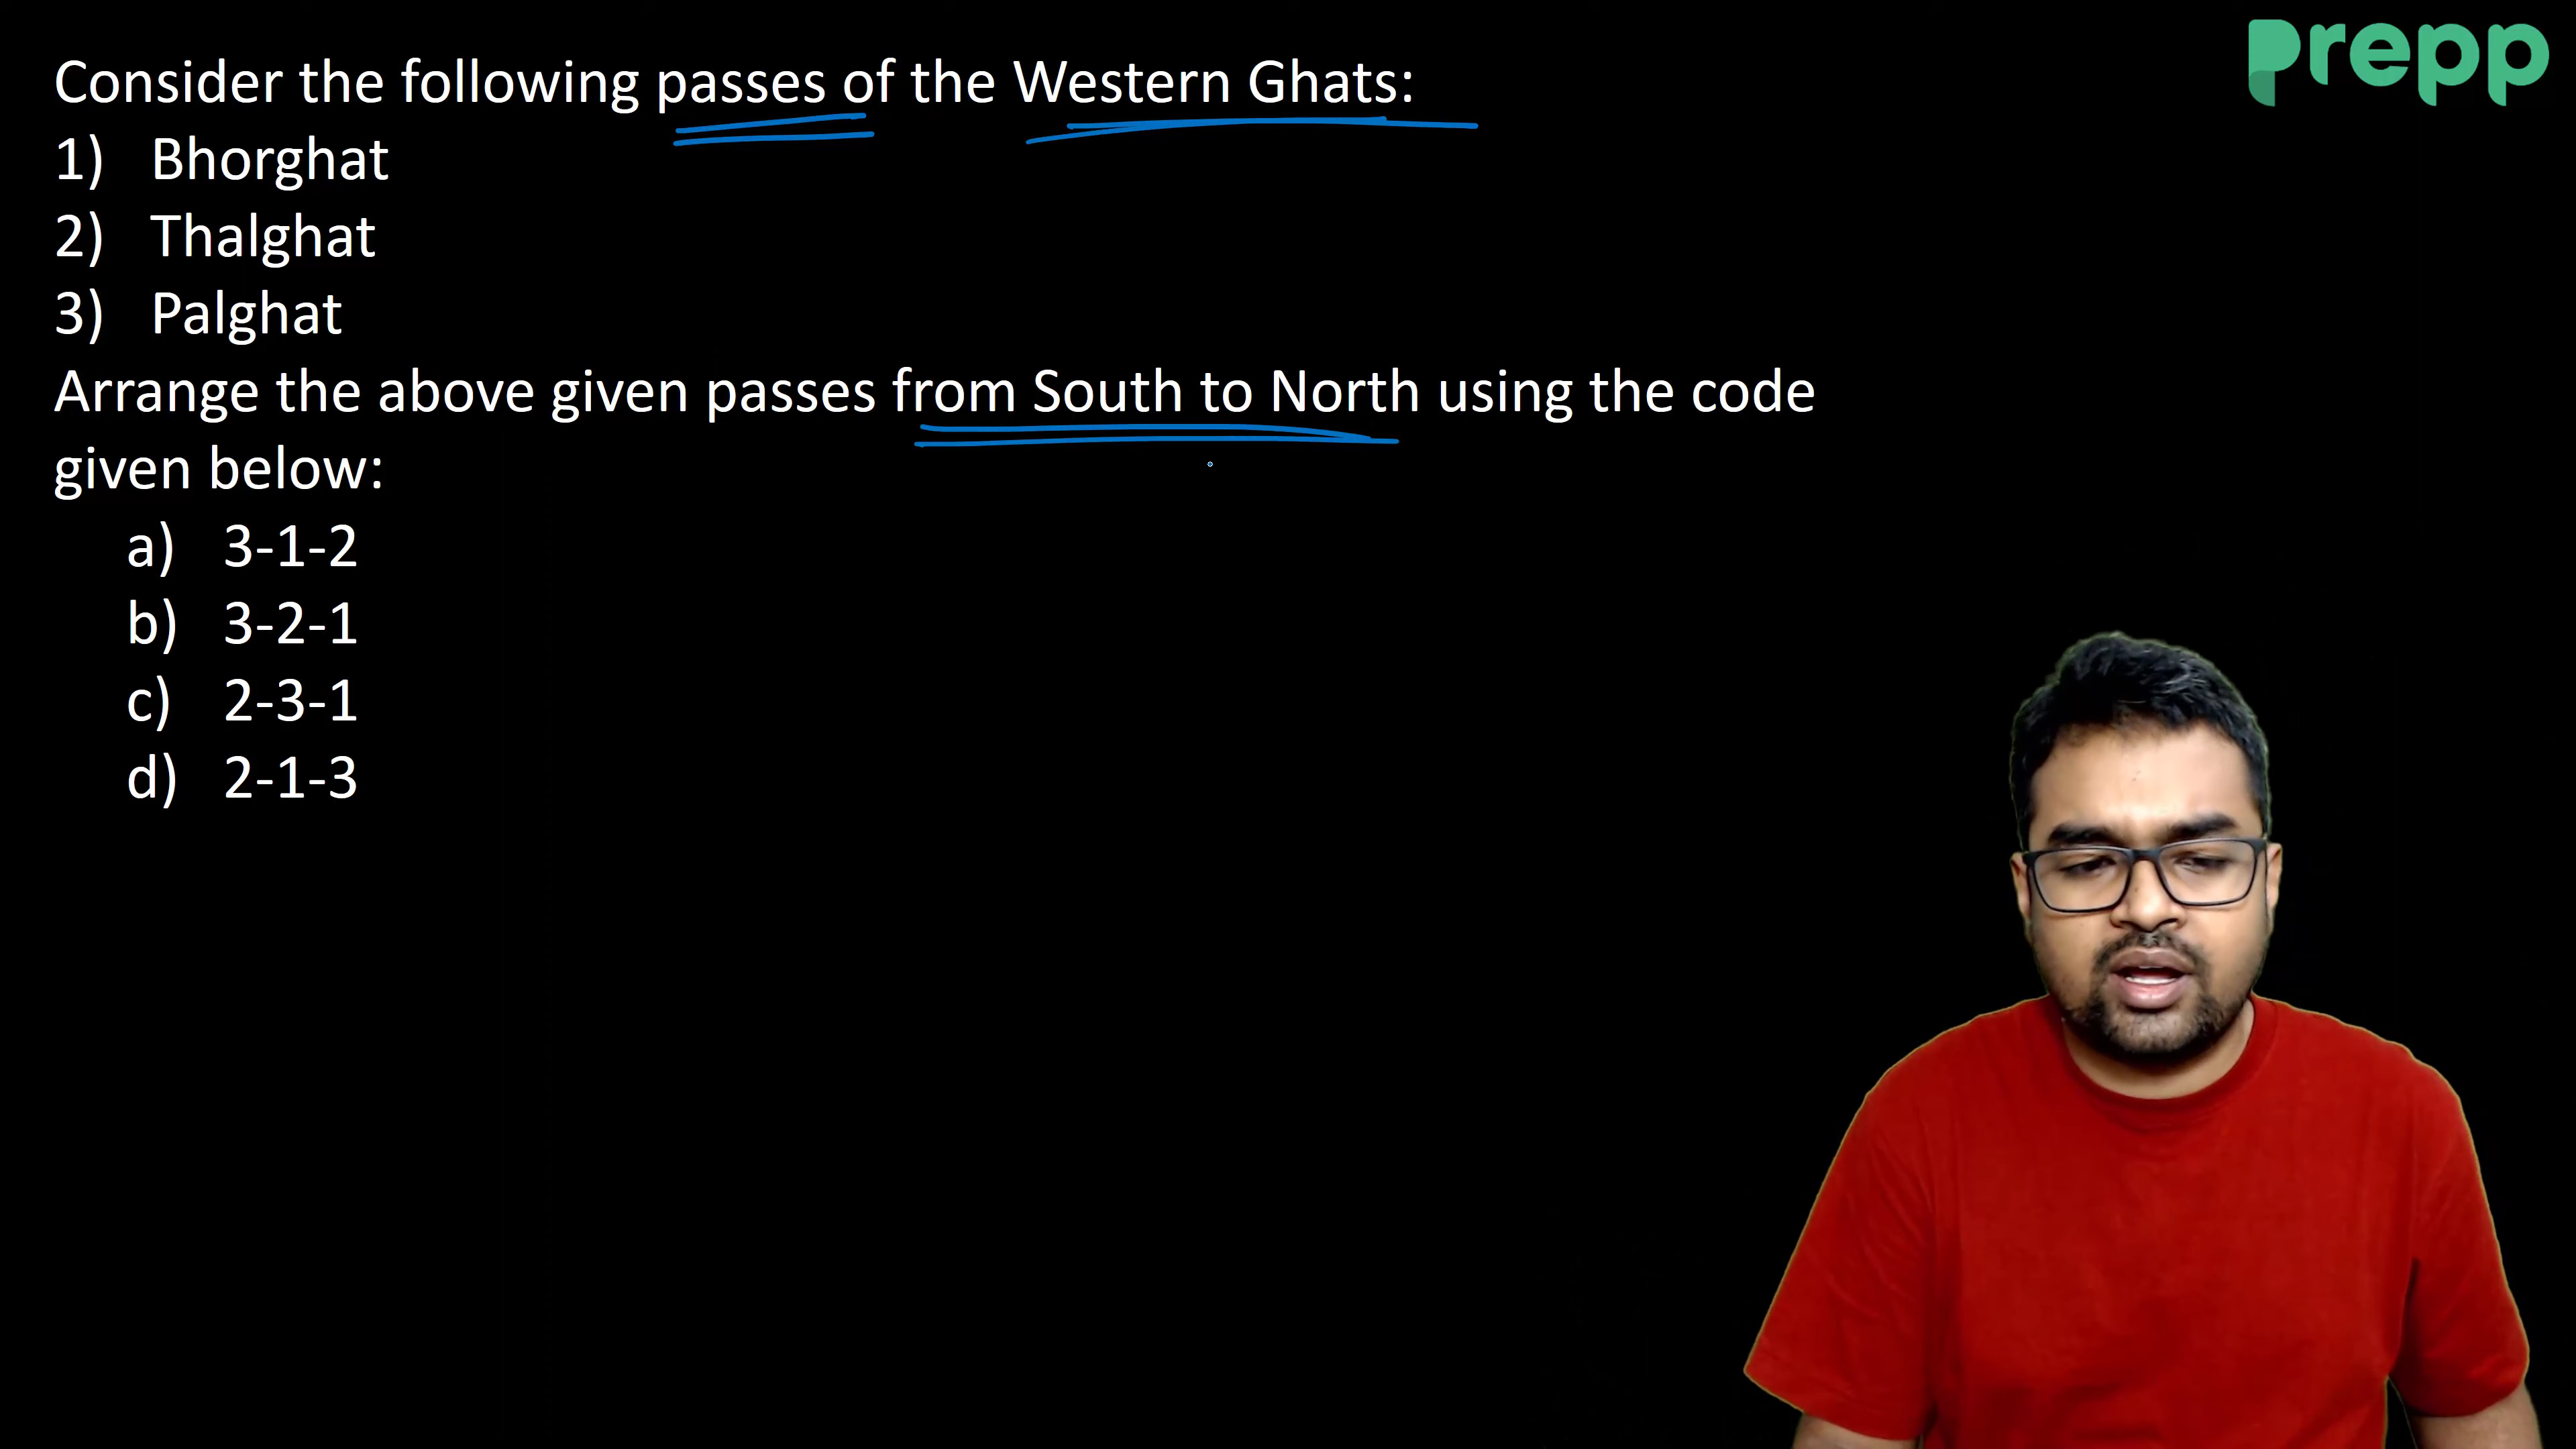 prepp
Consider the following passes of the Western Ghats:
1) Bhorghat
2) Thalghat
3) Palghat
Arrange the above given passes from South to North using the code
given below:
a) 3-1-2
b) 3-2-1
c) 2-3-1
d) 2-1-3